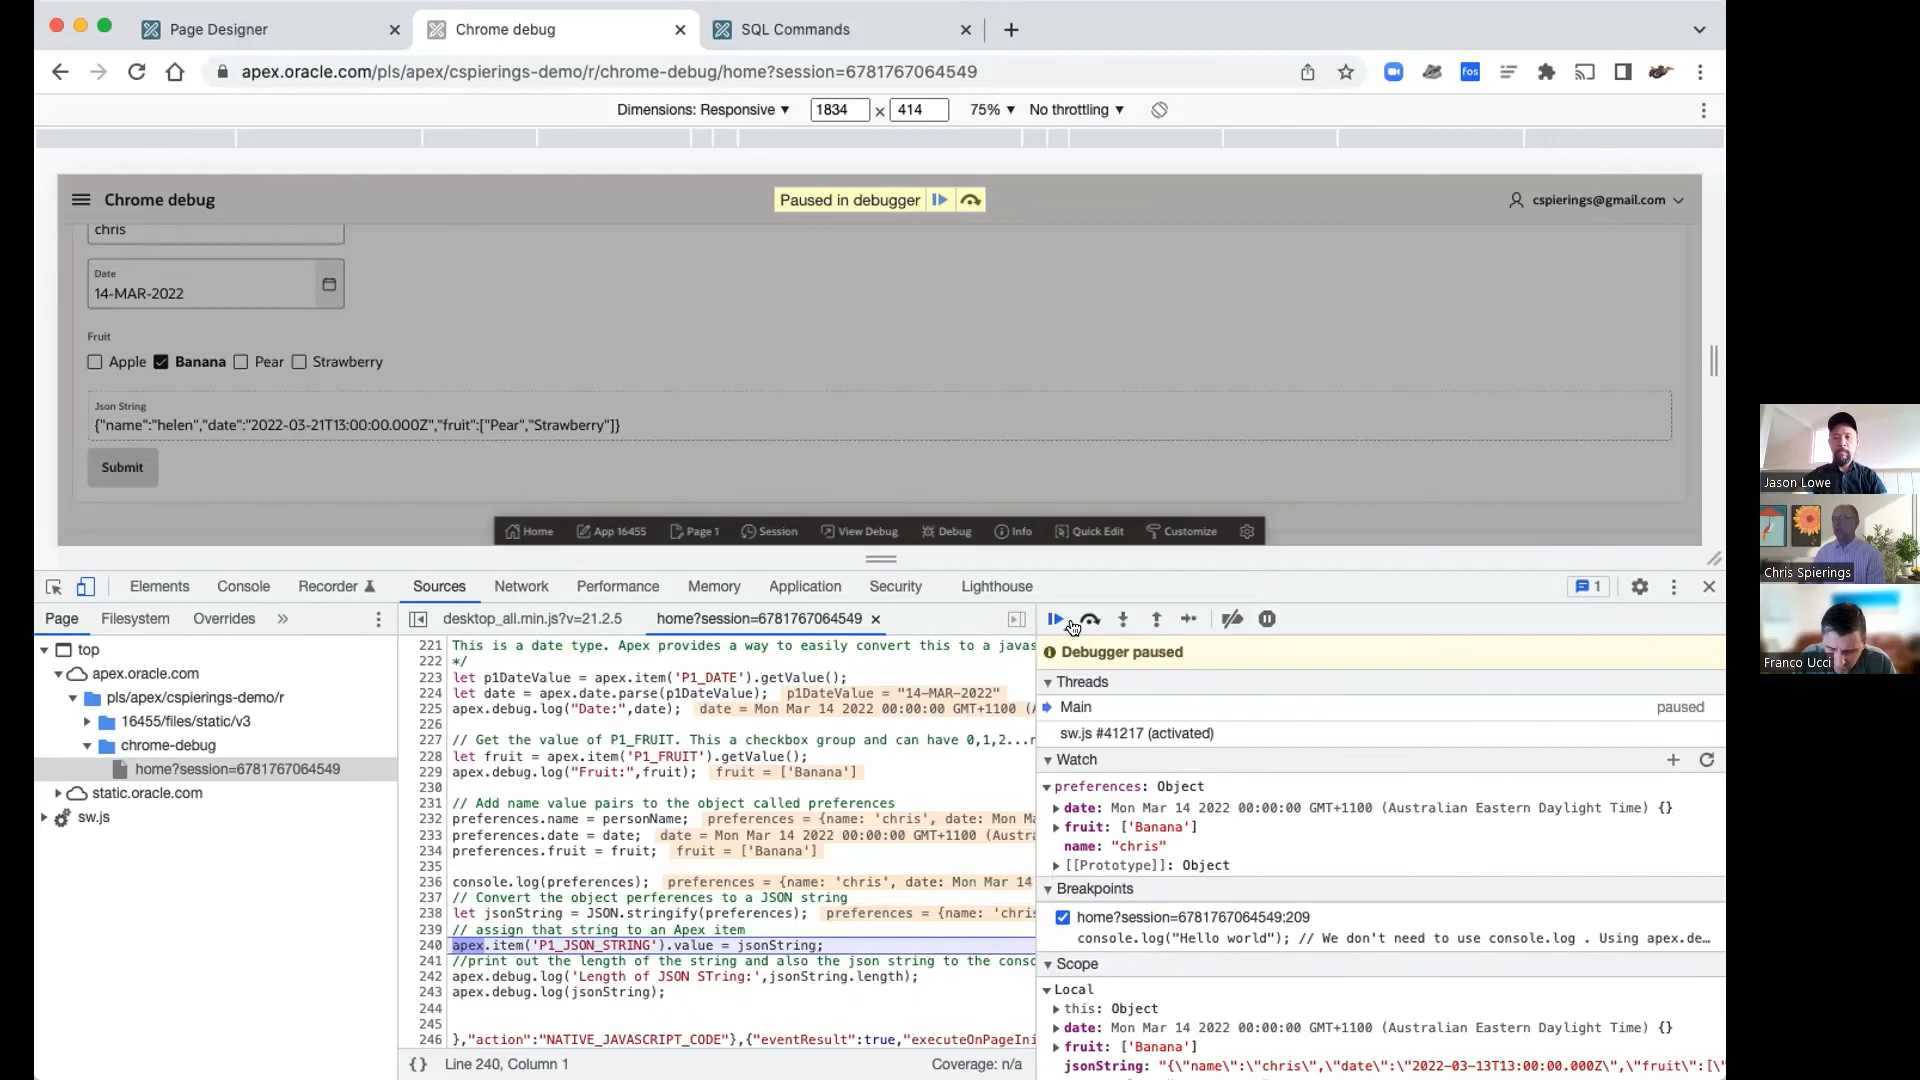 Page Designer
Chrome debug
SQL Commands
apex.oracle.com/pls/apex/cspierings-demo/r/chrome-debug/home?session=6781767064549
fos
Dimensions: Responsive ▼ 1834 × 414 75% ▼ No throttling ▼
Chrome debug
Paused in debugger
cspierings@gmail.com
chris
Date
14-MAR-2022
Fruit
Apple Banana Pear Strawberry
Json String
{"name":"helen","date":"2022-03-21T13:00:00.000Z","fruit":["Pear","Strawberry"]}
Submit
Home App 16455 Page 1 Session View Debug Debug Info Quick Edit Customize
Elements Console Recorder Sources Network Performance Memory Application Security Lighthouse 1
Page Filesystem Overrides »
top
apex.oracle.com
pls/apex/cspierings-demo/r
16455/files/static/v3
chrome-debug
home?session=6781767064549
static.oracle.com
sw.js
desktop_all.min.js?v=21.2.5 home?session=6781767064549
221 This is a date type. Apex provides a way to easily convert this to a javas
222 */
223 let p1DateValue = apex.item('P1_DATE').getValue();
224 let date = apex.date.parse(p1DateValue); p1DateValue = "14-MAR-2022"
225 apex.debug.log("Date:",date); date = Mon Mar 14 2022 00:00:00 GMT+1100 (
226
227 // Get the value of P1_FRUIT. This a checkbox group and can have 0,1,2...
228 let fruit = apex.item('P1_FRUIT').getValue();
229 apex.debug.log("Fruit:",fruit); fruit = ['Banana']
230
231 // Add name value pairs to the object called preferences
232 preferences.name = personName; preferences = {name: 'chris', date: Mon Ma
233 preferences.date = date; date = Mon Mar 14 2022 00:00:00 GMT+1100 (Austra
234 preferences.fruit = fruit; fruit = ['Banana']
235
236 console.log(preferences); preferences = {name: 'chris', date: Mon Mar 14
237 // Convert the object perferences to a JSON string
238 let jsonString = JSON.stringify(preferences); preferences = {name: 'chris
239 // assign that string to an Apex item
240 apex.item('P1_JSON_STRING').value = jsonString;
241 //print out the length of the string and also the json string to the conso
242 apex.debug.log('Length of JSON STring:',jsonString.length);
243 apex.debug.log(jsonString);
244
245
246 },"action":"NATIVE_JAVASCRIPT_CODE"},{"eventResult":true,"executeOnPageIni
{} Line 240, Column 1 Coverage: n/a
Debugger paused
Threads
Main paused
sw.js #41217 (activated)
Watch
preferences: Object
date: Mon Mar 14 2022 00:00:00 GMT+1100 (Australian Eastern Daylight Time) {}
fruit: ['Banana']
name: "chris"
[[Prototype]]: Object
Breakpoints
home?session=6781767064549:209
console.log("Hello world"); // We don't need to use console.log . Using apex.de…
Scope
Local
this: Object
date: Mon Mar 14 2022 00:00:00 GMT+1100 (Australian Eastern Daylight Time) {}
fruit: ['Banana']
jsonString: "{\"name\":\"chris\",\"date\":\"2022-03-13T13:00:00.000Z\",\"fruit\":[\"
Jason Lowe
Chris Spierings
Franco Ucci